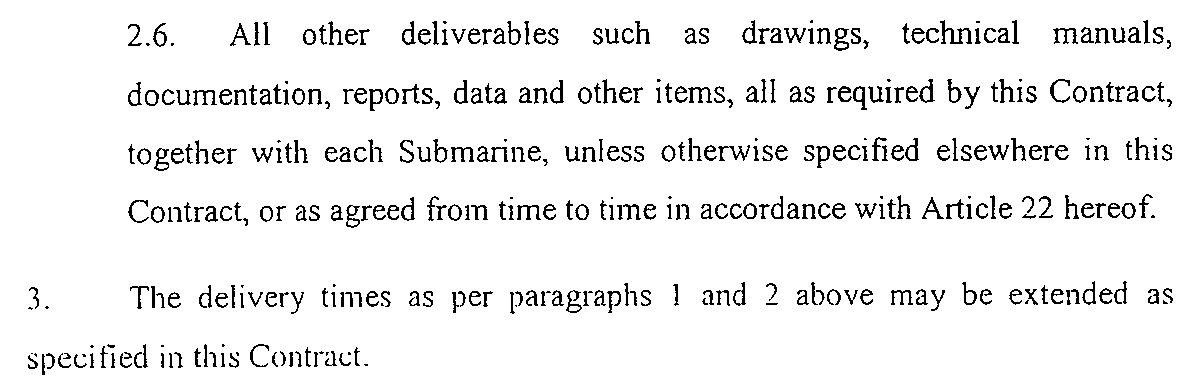 2.6. All other deliverables such as drawings, technical manuals,
documentation, reports, data and other items, all as required by this Contract,
together with each Submarine, unless otherwise specified elsewhere in this
Contract, or as agreed from time to time in accordance with Article 22 hereof.
3. The delivery times as per paragraphs 1 and 2 above may be extended as
specified in this Contract.